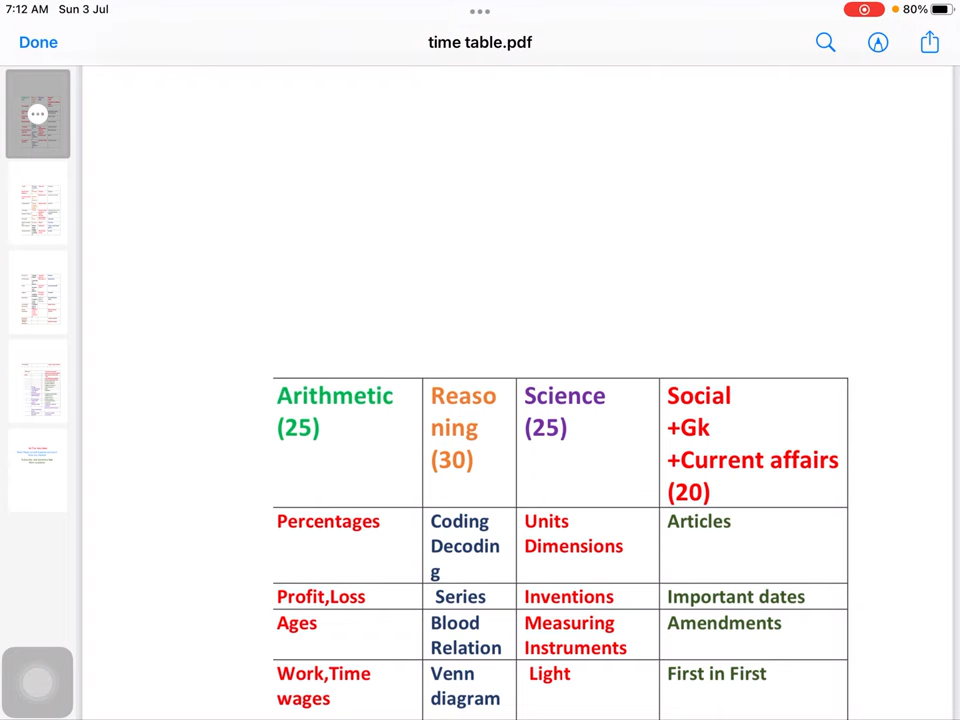 7:12 AM Sun 3 Jul
80%
Done
time table.pdf
Arithmetic
(25)
Reaso
ning
(30)
Science
(25)
Social
+Gk
+Current affairs
(20)
Percentages
Coding
Decodin
g
Units
Dimensions
Articles
Profit,Loss
Series
Inventions
Important dates
Ages
Blood
Relation
Measuring
Instruments
Amendments
Work,Time
wages
Venn
diagram
Light
First in First